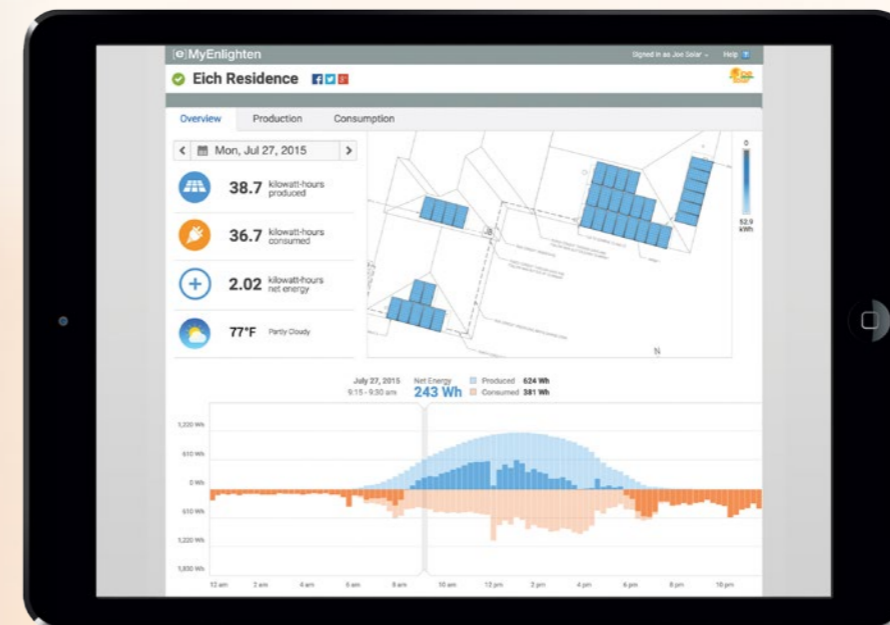 [e] MyEnlighten
Signed in as Joe Solar
Help ?
Eich Residence
Overview Production Consumption
Mon, Jul 27, 2015
38.7 kilowatt-hours
produced
36.7 kilowatt-hours
consumed
2.02 kilowatt-hours
net energy
77°F Partly Cloudy
0
52.9
kWh
N
July 27, 2015 Net Energy Produced 624 Wh
9:15 - 9:30 am 243 Wh Consumed 381 Wh
1,220 Wh
610 Wh
0 Wh
610 Wh
1,220 Wh
1,830 Wh
12 am 2 am 4 am 6 am 8 am 10 am 12 pm 2 pm 4 pm 6 pm 8 pm 10 pm